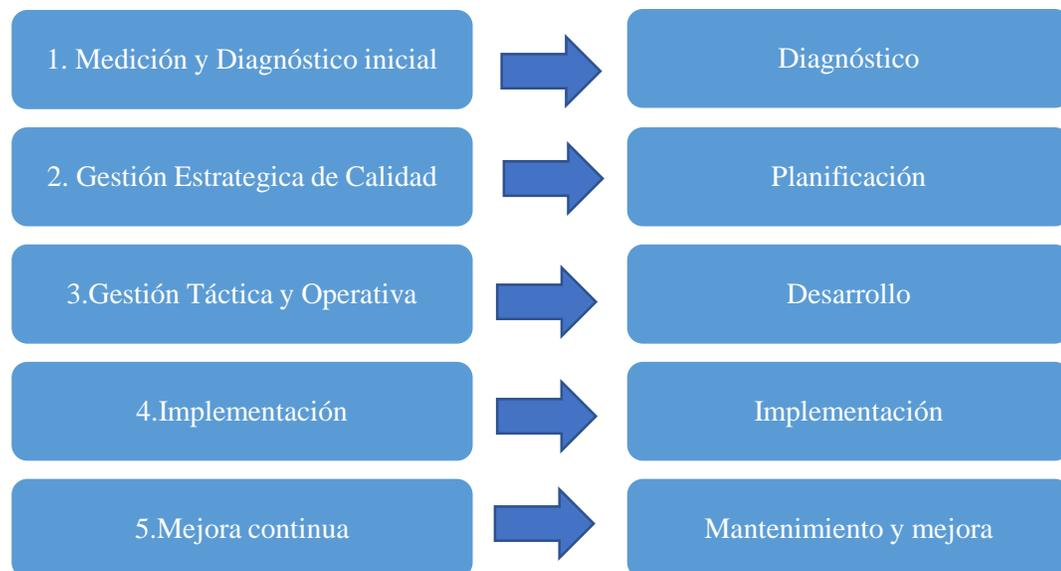 1. Medición y Diagnóstico inicial
Diagnóstico
2. Gestión Estrategica de Calidad
Planificación
3.Gestión Táctica y Operativa
Desarrollo
4.Implementación
Implementación
5.Mejora continua
Mantenimiento y mejora